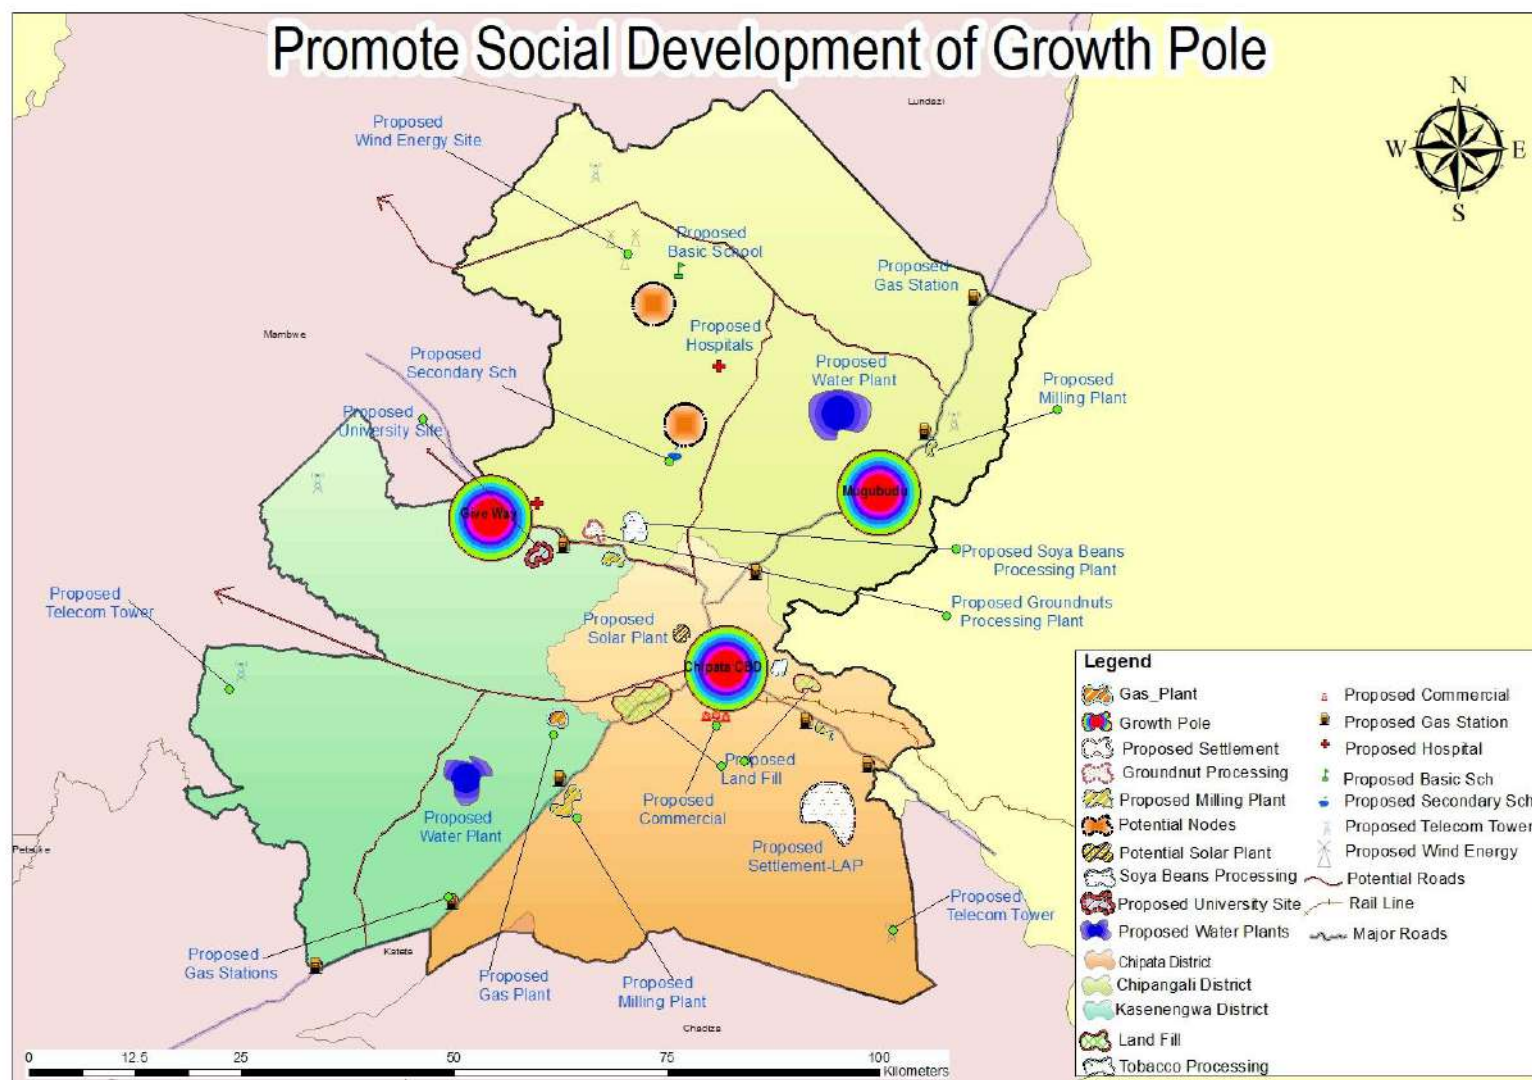 Promote Social Development of Growth Pole
Lundazi
N
W
E
S
Proposed
Wind Energy Site
Proposed
Basic School
Proposed
Gas Station
Mambwe
Proposed
Hospitals
Proposed
Secondary Sch
Proposed
Water Plant
Proposed
Milling Plant
Proposed
University Site
Gere Way
Mugubudu
Proposed Soya Beans
Processing Plant
Proposed
Telecom Tower
Proposed Groundnuts
Processing Plant
Proposed
Solar Plant
Chipata CBD
Proposed
Land Fill
Proposed
Commercial
Proposed
Water Plant
Proposed
Settlement-LAP
Petauke
Proposed
Telecom Tower
Katete
Proposed
Gas Stations
Proposed
Gas Plant
Proposed
Milling Plant
Chadiza
0 12.5 25 50 75 100
Kilometers
Legend
Gas_Plant
Growth Pole
Proposed Settlement
Groundnut Processing
Proposed Milling Plant
Potential Nodes
Potential Solar Plant
Soya Beans Processing
Proposed University Site
Proposed Water Plants
Chipata District
Chipangali District
Kasenengwa District
Land Fill
Tobacco Processing
Proposed Commercial
Proposed Gas Station
Proposed Hospital
Proposed Basic Sch
Proposed Secondary Sch
Proposed Telecom Tower
Proposed Wind Energy
Potential Roads
Rail Line
Major Roads